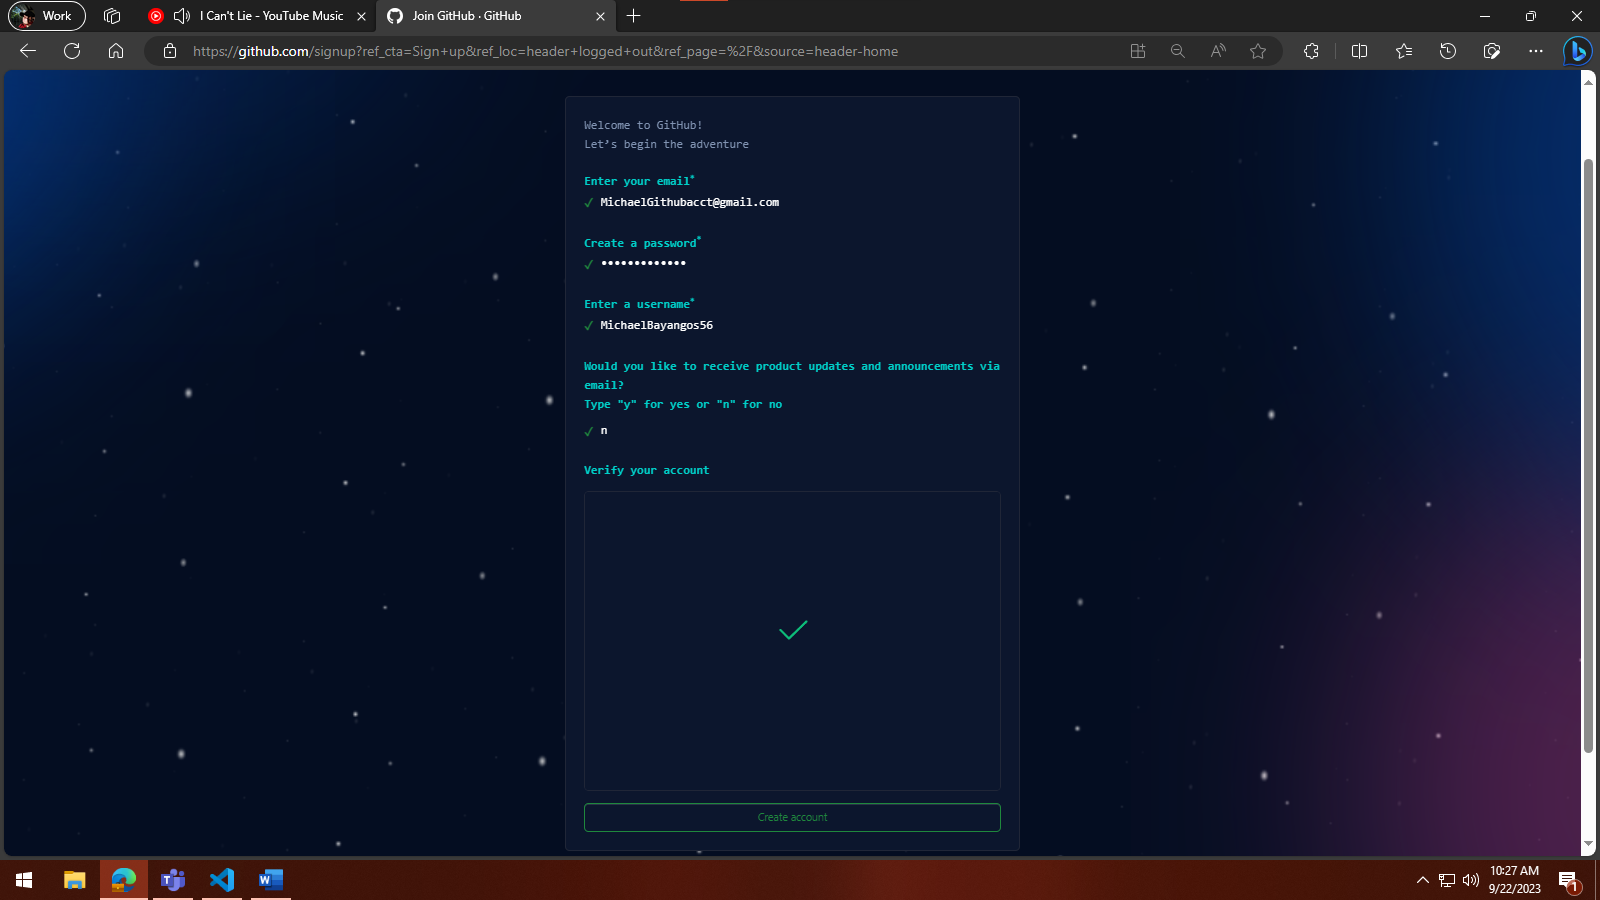 Work
I Can't Lie - YouTube Music
Join GitHub · GitHub
https://github.com/signup?ref_cta=Sign+up&ref_loc=header+logged+out&ref_page=%2F&source=header-home
Welcome to GitHub!
Let's begin the adventure
Enter your email*
✓ MichaelGithubacct@gmail.com
Create a password*
✓ •••••••••••••
Enter a username*
✓ MichaelBayangos56
Would you like to receive product updates and announcements via
email?
Type "y" for yes or "n" for no
✓ n
Verify your account
Create account
10:27 AM
9/22/2023
1